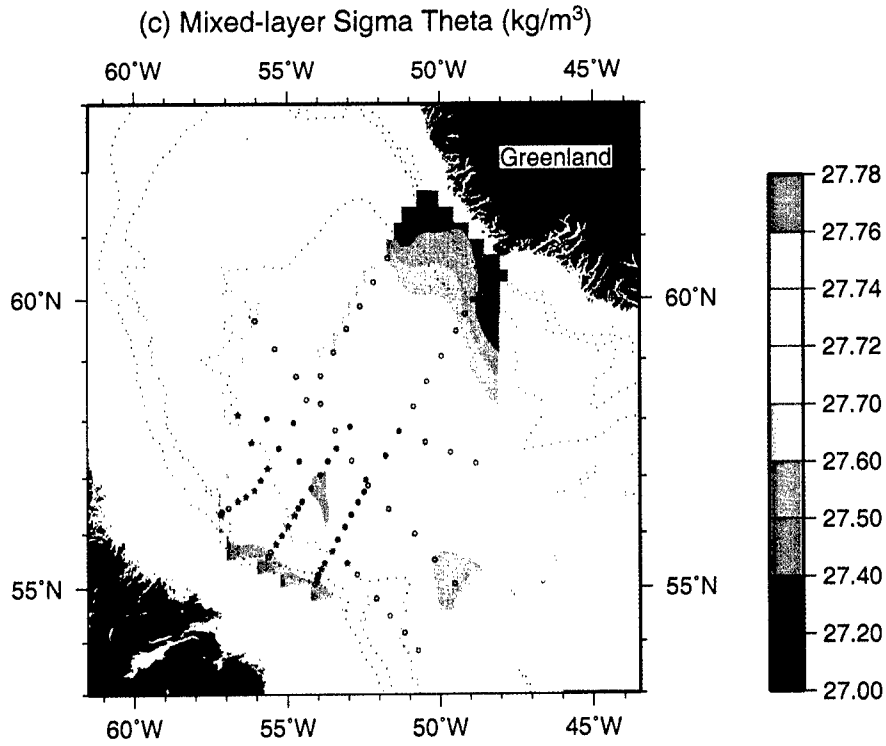 (c) Mixed-layer Sigma Theta (kg/m³)
60˚W 55˚W 50˚W 45˚W
Greenland
60˚N 60˚N
55˚N 55˚N
60˚W 55˚W 50˚W 45˚W
27.78
27.76
27.74
27.72
27.70
27.60
27.50
27.40
27.20
27.00